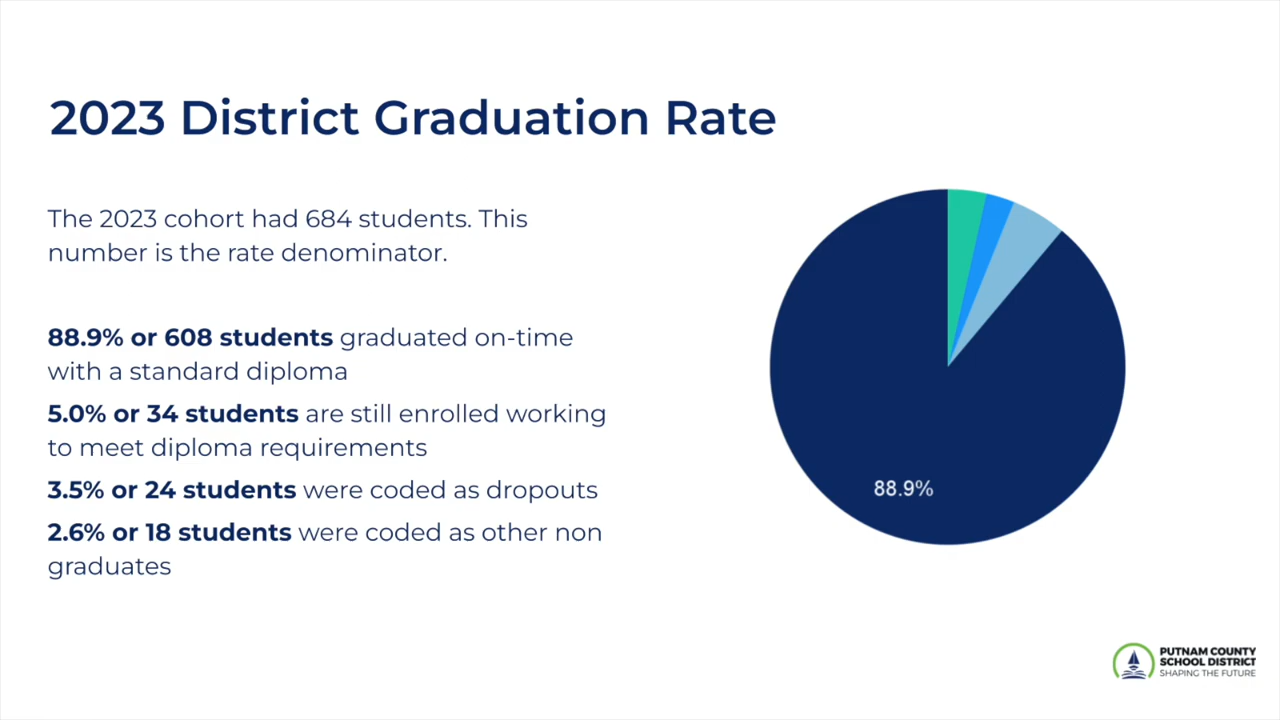 2023 District Graduation Rate
The 2023 cohort had 684 students. This
number is the rate denominator.
88.9% or 608 students graduated on-time
with a standard diploma
5.0% or 34 students are still enrolled working
to meet diploma requirements
3.5% or 24 students were coded as dropouts
2.6% or 18 students were coded as other non
graduates
88.9%
PUTNAM COUNTY
SCHOOL DISTRICT
SHAPING THE FUTURE